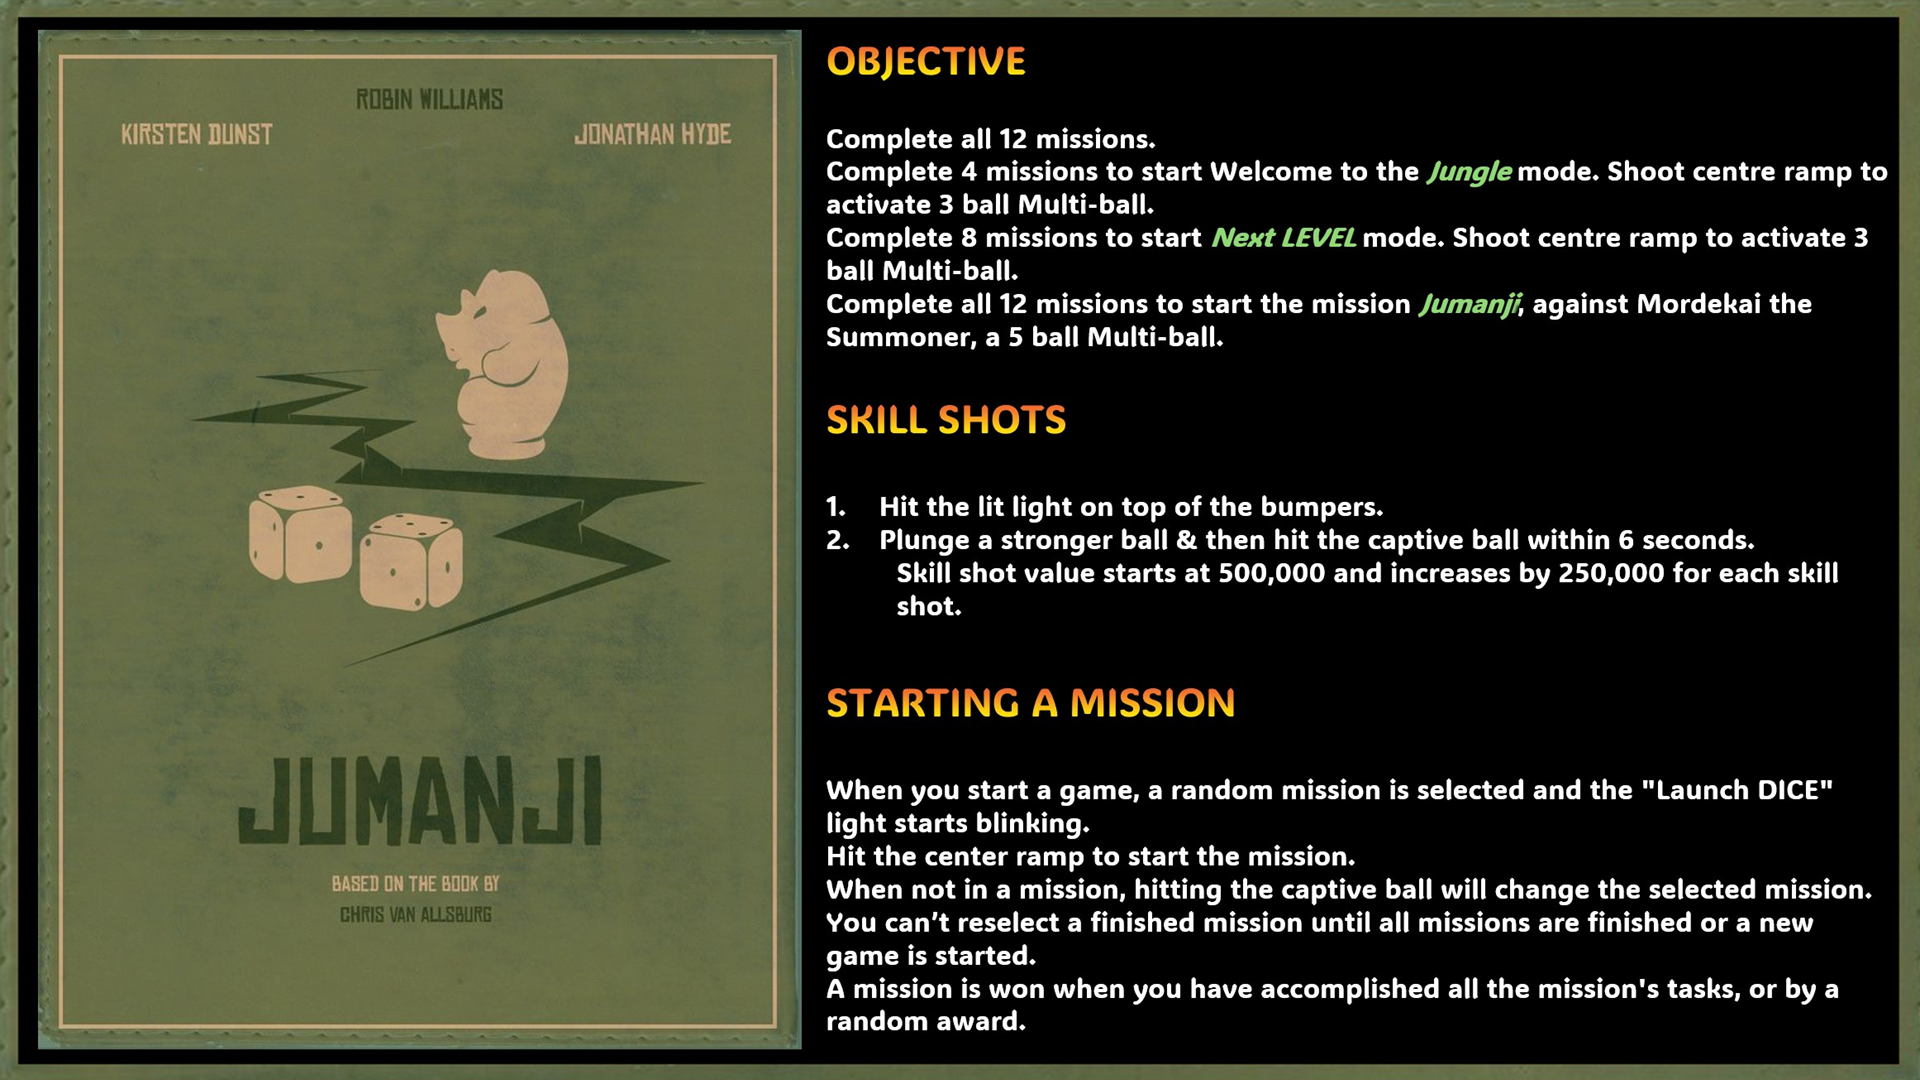 ROBIN WILLIAMS
KIRSTEN DUNST
JONATHAN HYDE
JUMANJI
BASED ON THE BOOK BY
CHRIS VAN ALLSBURG
OBJECTIVE
Complete all 12 missions.
Complete 4 missions to start Welcome to the Jungle mode. Shoot centre ramp to
activate 3 ball Multi-ball.
Complete 8 missions to start Next LEVEL mode. Shoot centre ramp to activate 3
ball Multi-ball.
Complete all 12 missions to start the mission Jumanji, against Mordekai the
Summoner, a 5 ball Multi-ball.
SKILL SHOTS
1. Hit the lit light on top of the bumpers.
2. Plunge a stronger ball & then hit the captive ball within 6 seconds.
Skill shot value starts at 500,000 and increases by 250,000 for each skill
shot.
STARTING A MISSION
When you start a game, a random mission is selected and the "Launch DICE"
light starts blinking.
Hit the center ramp to start the mission.
When not in a mission, hitting the captive ball will change the selected mission.
You can’t reselect a finished mission until all missions are finished or a new
game is started.
A mission is won when you have accomplished all the mission's tasks, or by a
random award.